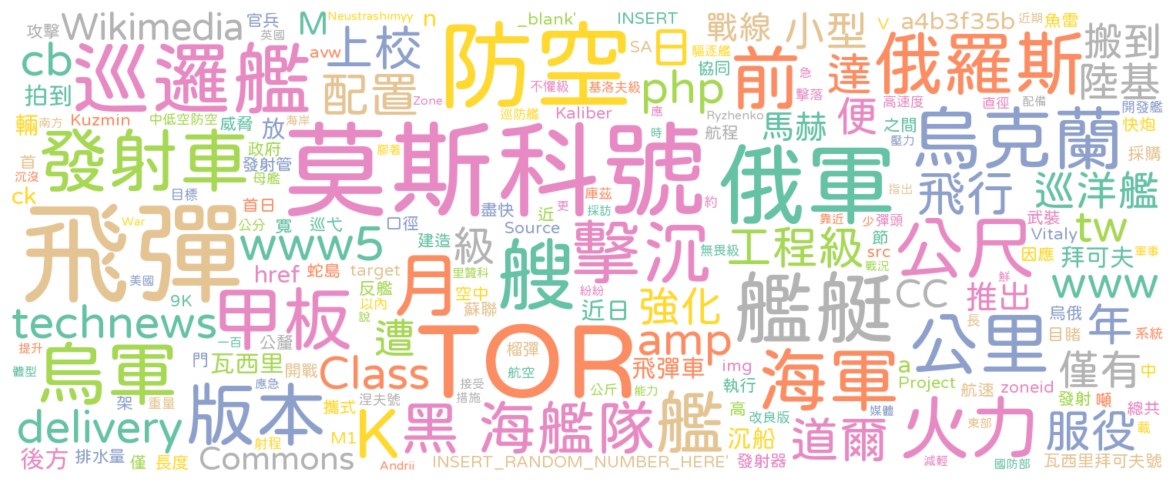 攻擊 Wikimedia 官兵 Neustrashimyy M n _blank' INSERT 戰線 小型 v a4b3f35b 近期 魚雷
英國 上校 防空 SA 日 驅逐艦 急 前 達 俄羅斯 搬到
cb 巡邏艦 avw 配置 不懼級 基洛夫級 php 協同 擊落 陸基
拍到 Kuzmin Zone 巡防艦 Kaliber 應 Ryzhenko 便 高速度 直徑 配備 開發艦
輛 南方 中低空防空 威脅 放 海岸 時 航程 馬赫 之間 壓力 快炮
首 沉沒 發射車 政府 發射管 母艦 鄰著 莫斯科號 俄軍 指出 烏克蘭 採購
ck 目標 首日 盡快 近 庫茲 更 約 飛行 巡洋艦
飛彈 War 公分 寬 巡弋 口徑 採訪 靠近 少 彈頭 武裝 tw
www5 建造 級 Source 艘 擊沉 無畏級 工程級 節 公尺 Vitaly 因應 拜可夫
美國 9K href 蛇島 target 里贊科 src 戰況 軍事
technews 甲板 反艦 以內 說 月 空中 蘇聯 紛紛 近日 強化 艦艇 CC 推出 鮮 www
一百 公釐 遭 TOR amp 公里 長 烏俄 目睹 年 系統
提升 烏軍 門 瓦西里 開戰 榴彈 img 海軍 a 僅有 中
體型 應急 Class 航空 飛彈車 執行 Project 航速 zoneid 發射 噸
架 重量 版本 攜式 涅夫號 接受 措施 公斤 能力 高 改良版 媒體 東部 總共 載
delivery 射程 M1 K 黑 海艦隊 艦 沉船 道爾 火力 服役
後方 排水量 僅 長度 Commons Andrii INSERT_RANDOM_NUMBER_HERE' 發射器 減輕 國防部 瓦西里拜可夫號